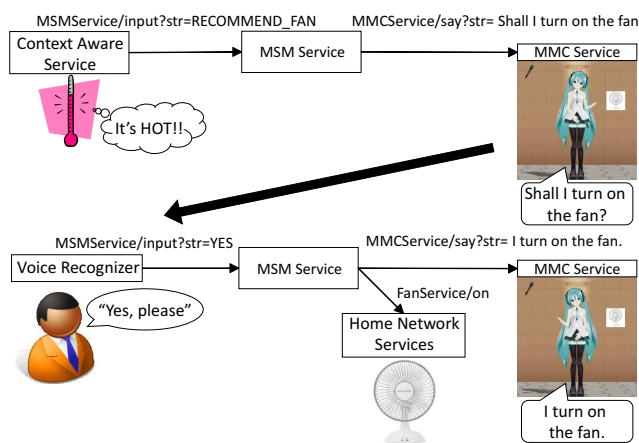 MSMService/input?str=RECOMMEND_FAN
MMCService/say?str= Shall I turn on the fan
Context Aware
Service
MSM Service
MMC Service
It's HOT!!
Shall I turn on
the fan?
MSMService/input?str=YES
MMCService/say?str= I turn on the fan.
Voice Recognizer
MSM Service
MMC Service
FanService/on
"Yes, please"
Home Network
Services
I turn on
the fan.